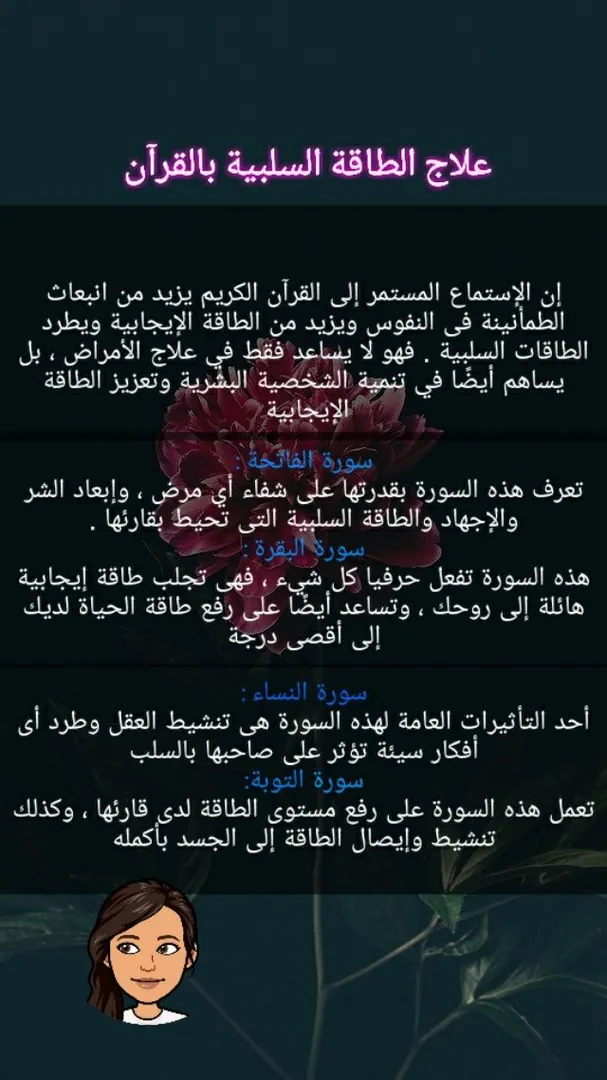 علاج الطاقة السلبية بالقرآن
إن الإستماع المستمر إلى القرآن الكريم يزيد من انبعاث
الطمأنينة فى النفوس ويزيد من الطاقة الإيجابية ويطرد
الطاقات السلبية . فهو لا يساعد فقط في علاج الأمراض ، بل
يساهم أيضًا في تنمية الشخصية البشرية وتعزيز الطاقة
الإيجابية
سورة الفاتحة :
تعرف هذه السورة بقدرتها على شفاء أي مرض ، وإبعاد الشر
والإجهاد والطاقة السلبية التى تحيط بقارئها .
سورة البقرة :
هذه السورة تفعل حرفيا كل شيء ، فهى تجلب طاقة إيجابية
هائلة إلى روحك ، وتساعد أيضًا على رفع طاقة الحياة لديك
إلى أقصى درجة
سورة النساء :
أحد التأثيرات العامة لهذه السورة هى تنشيط العقل وطرد أى
أفكار سيئة تؤثر على صاحبها بالسلب
سورة التوبة:
تعمل هذه السورة على رفع مستوى الطاقة لدى قارئها ، وكذلك
تنشيط وإيصال الطاقة إلى الجسد بأكمله